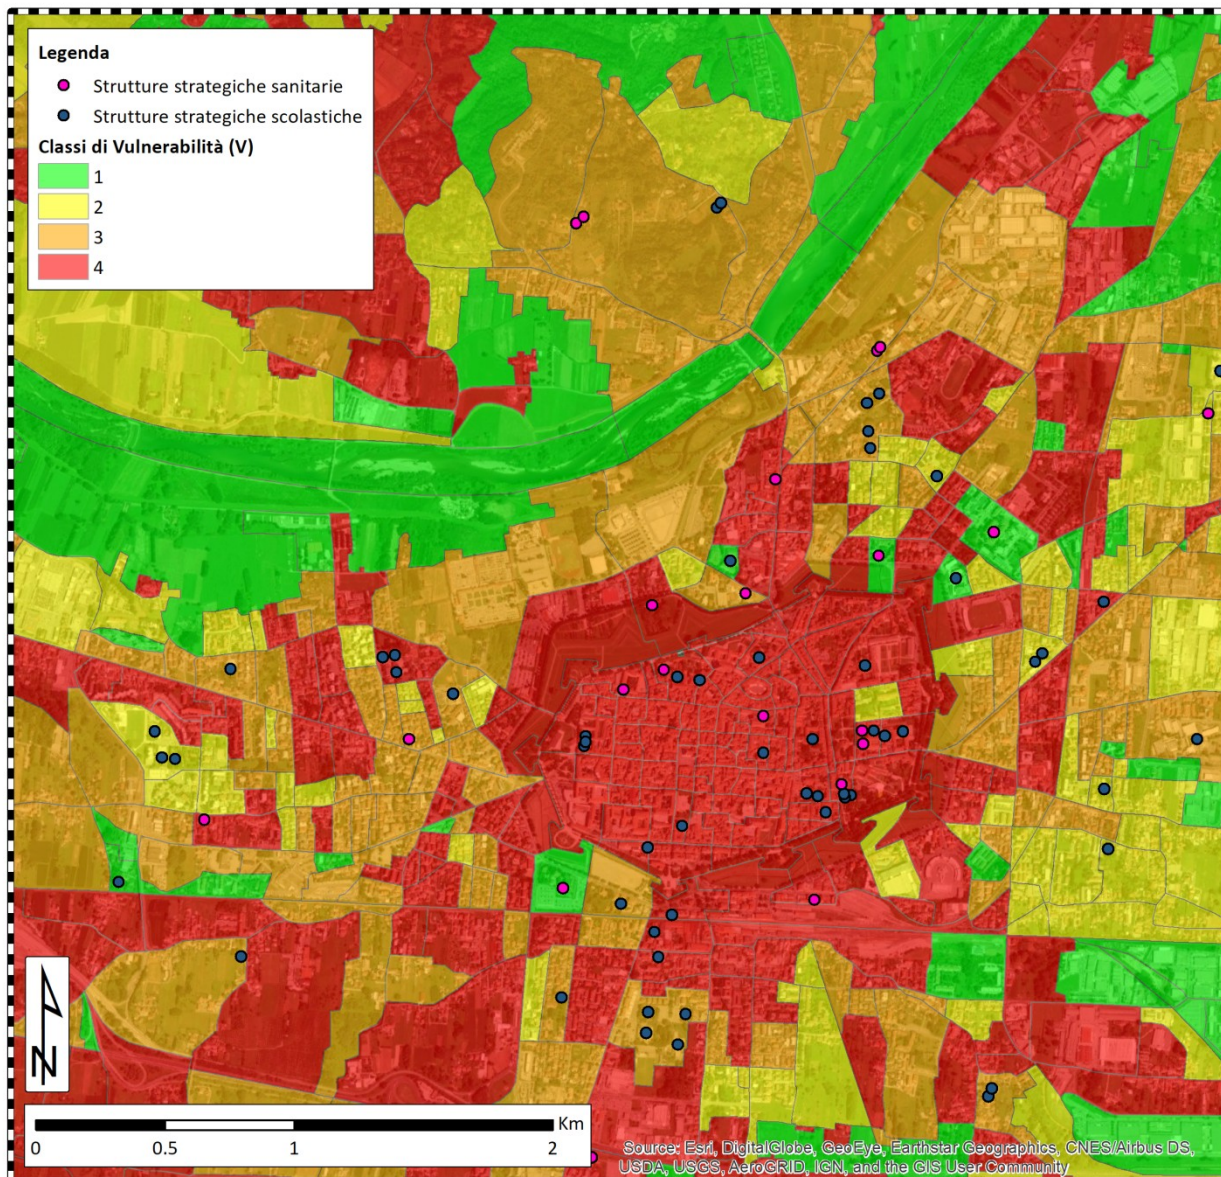 Legenda
Strutture strategiche sanitarie
Strutture strategiche scolastiche
Classi di Vulnerabilità (V)
1
2
3
4
N
0 0.5 1 2 Km
Source: Esri, DigitalGlobe, GeoEye, Earthstar Geographics, CNES/Airbus DS,
USDA, USGS, AeroGRID, IGN, and the GIS User Community